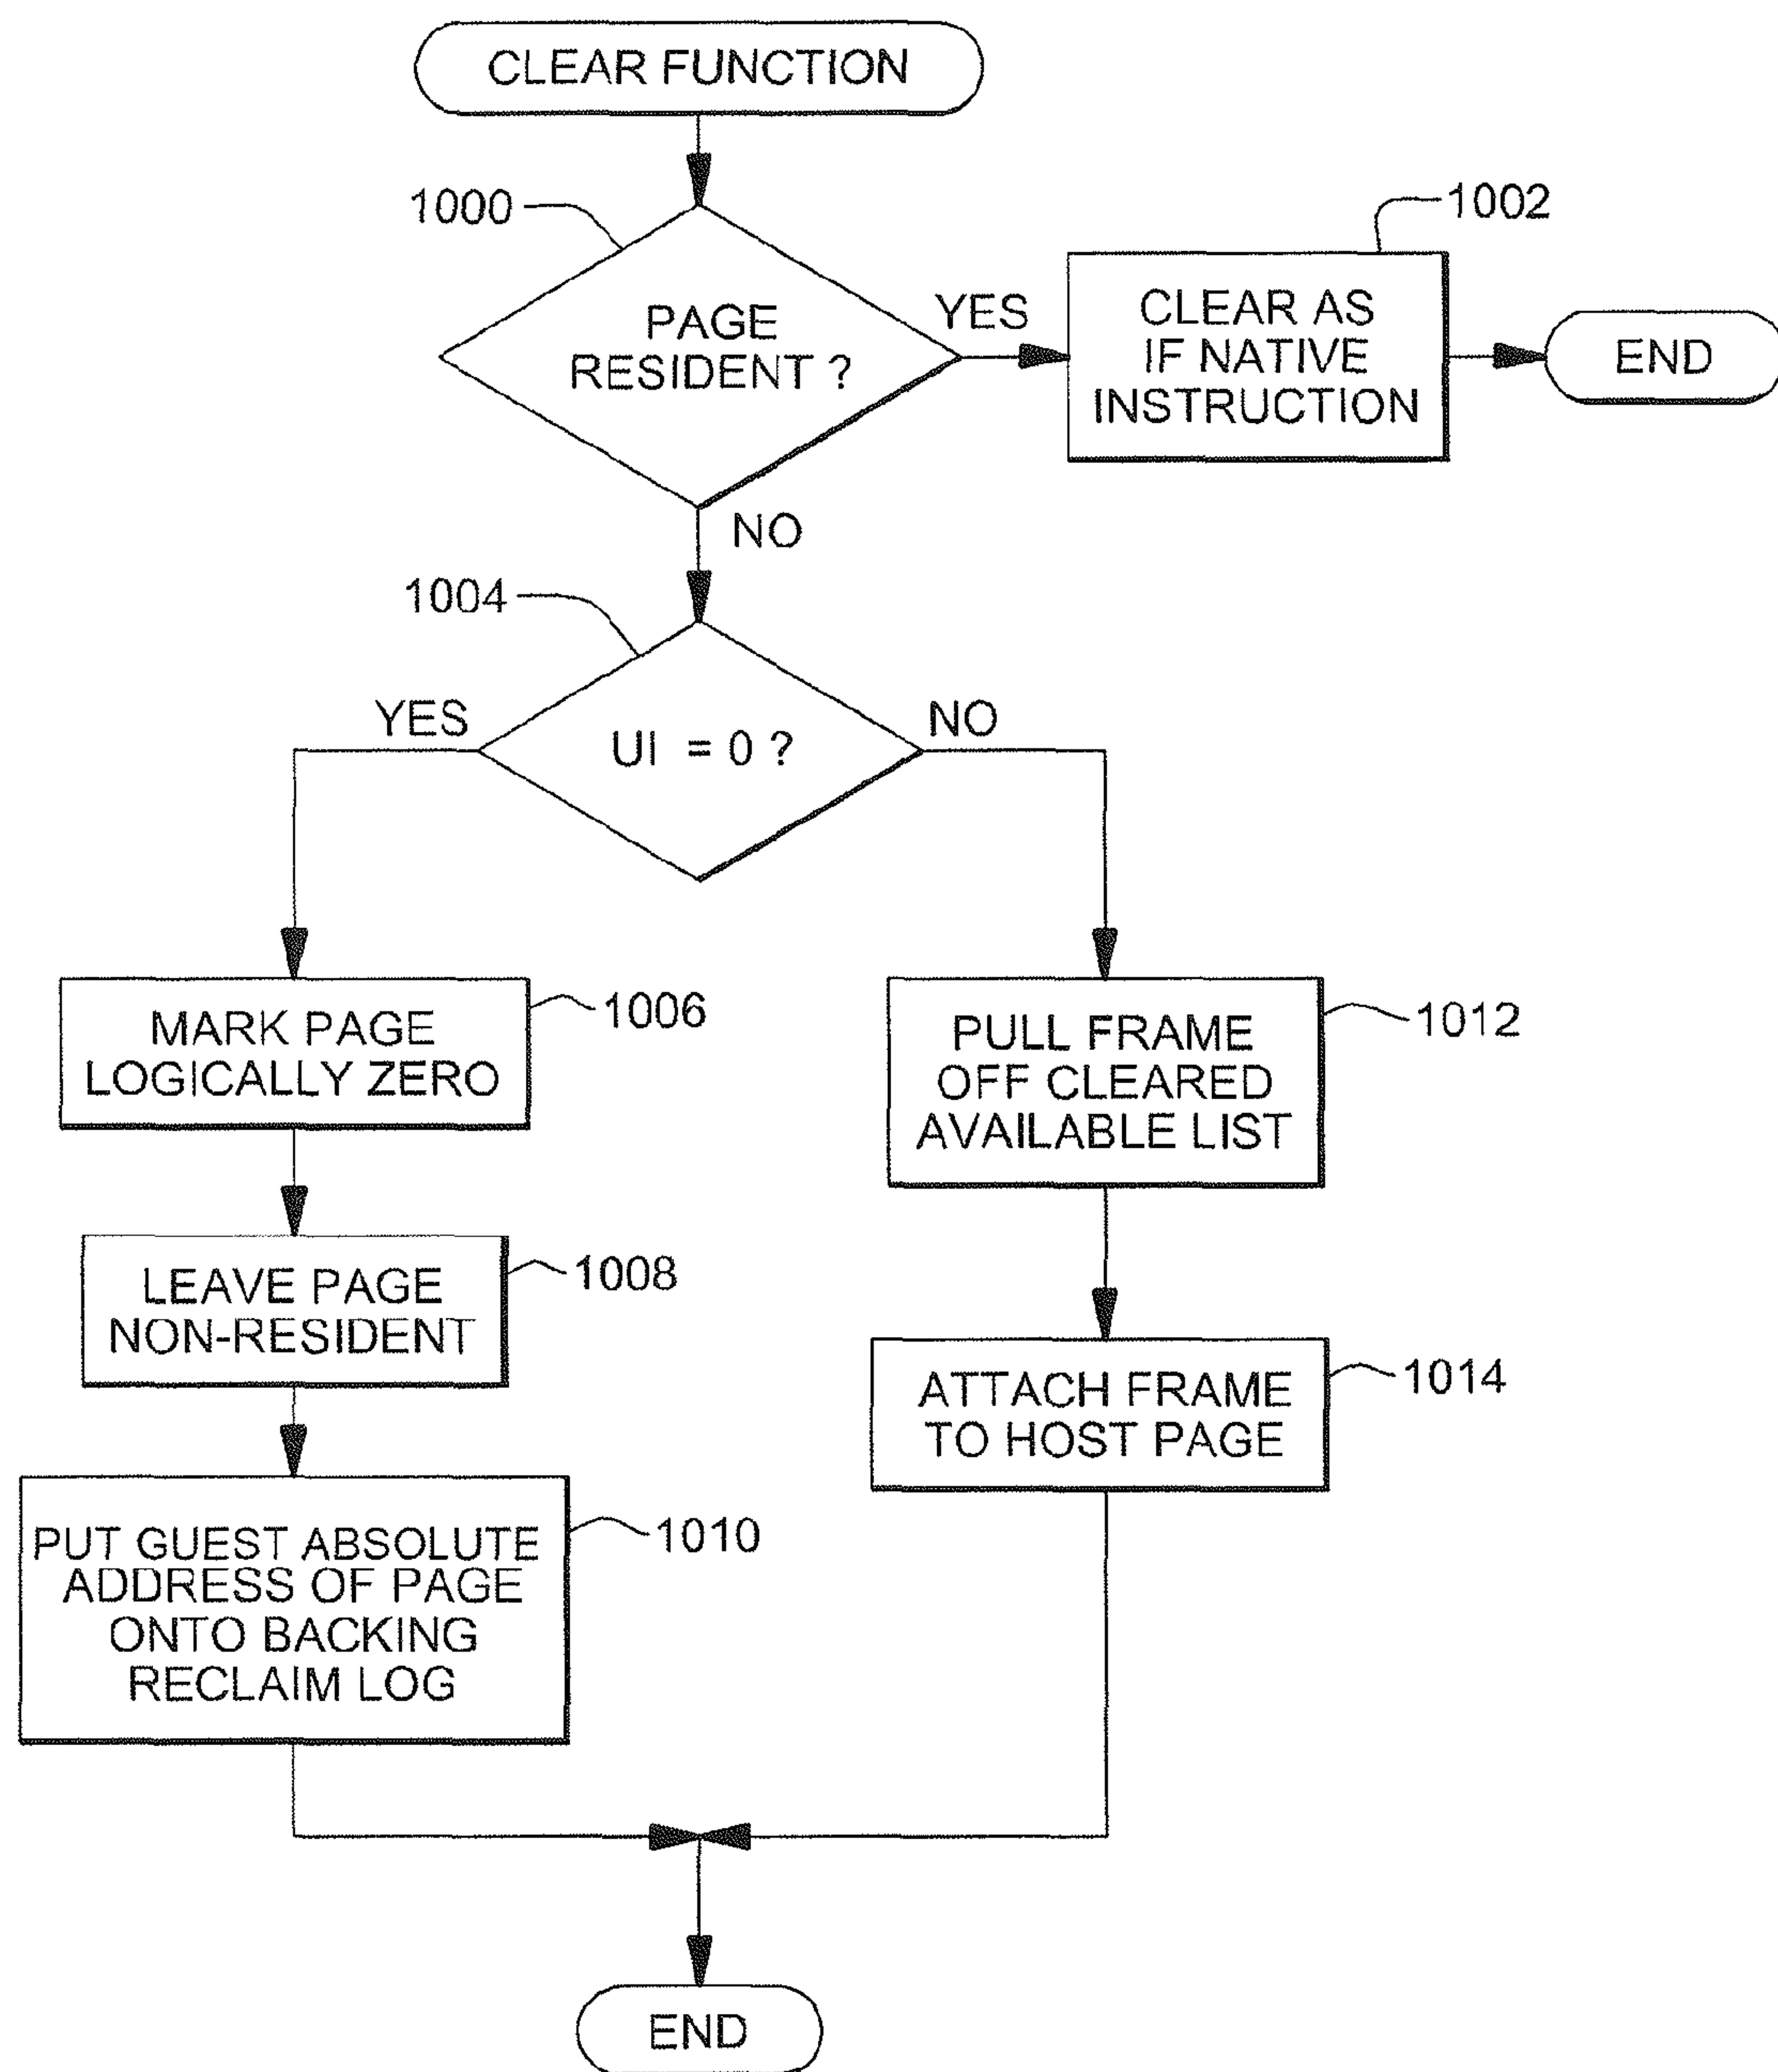 CLEAR FUNCTION
1000
1002
PAGE
RESIDENT ?
YES
CLEAR AS
IF NATIVE
INSTRUCTION
END
NO
1004
YES
NO
UI = 0 ?
MARK PAGE
LOGICALLY ZERO
1006
PULL FRAME
OFF CLEARED
AVAILABLE LIST
1012
LEAVE PAGE
NON-RESIDENT
1008
ATTACH FRAME
TO HOST PAGE
1014
PUT GUEST ABSOLUTE
ADDRESS OF PAGE
ONTO BACKING
RECLAIM LOG
1010
END